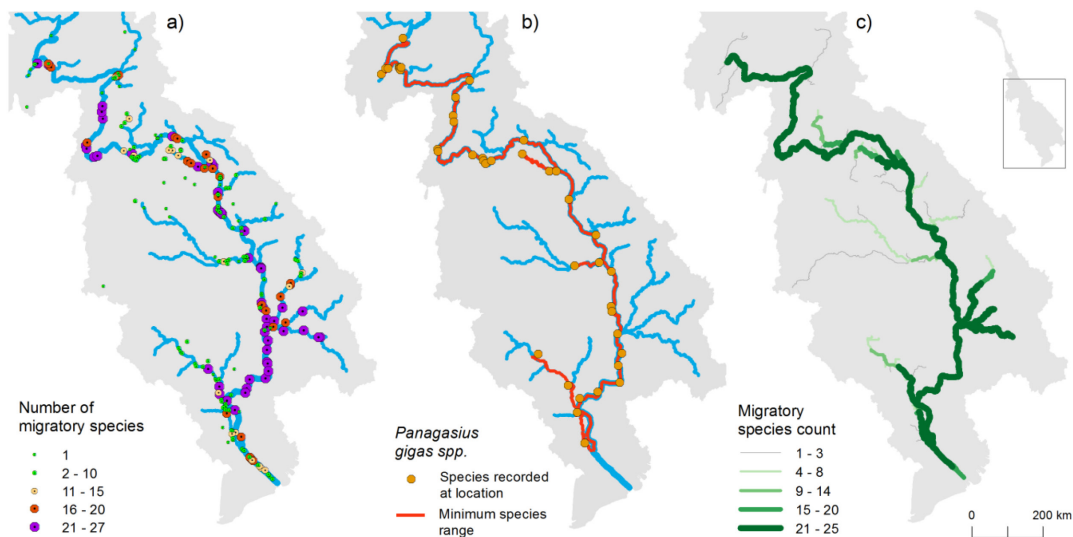 a)
Number of
migratory species
1
2 - 10
11 - 15
16 - 20
21 - 27
b)
Panagasius
gigas spp.
Species recorded
at location
Minimum species
range
c)
Migratory
species count
1 - 3
4 - 8
9 - 14
15 - 20
21 - 25
0 200 km